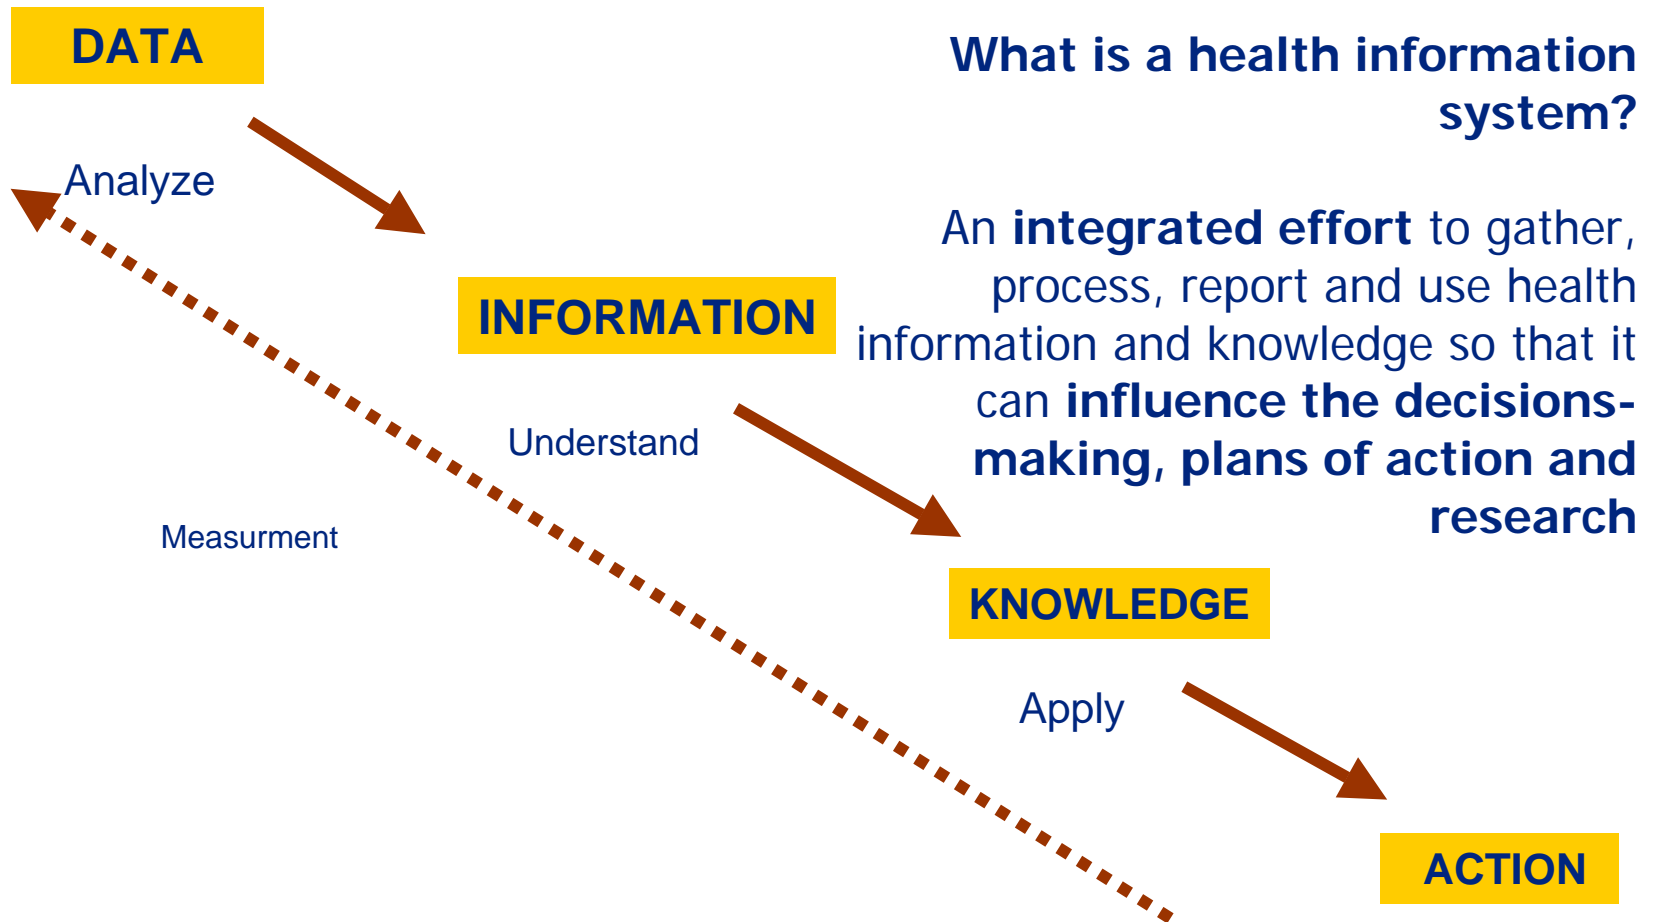 DATA
What is a health information
system?
Analyze
An integrated effort to gather,
process, report and use health
information and knowledge so that it
can influence the decisions-
making, plans of action and
research
INFORMATION
Understand
Measurment
KNOWLEDGE
Apply
ACTION